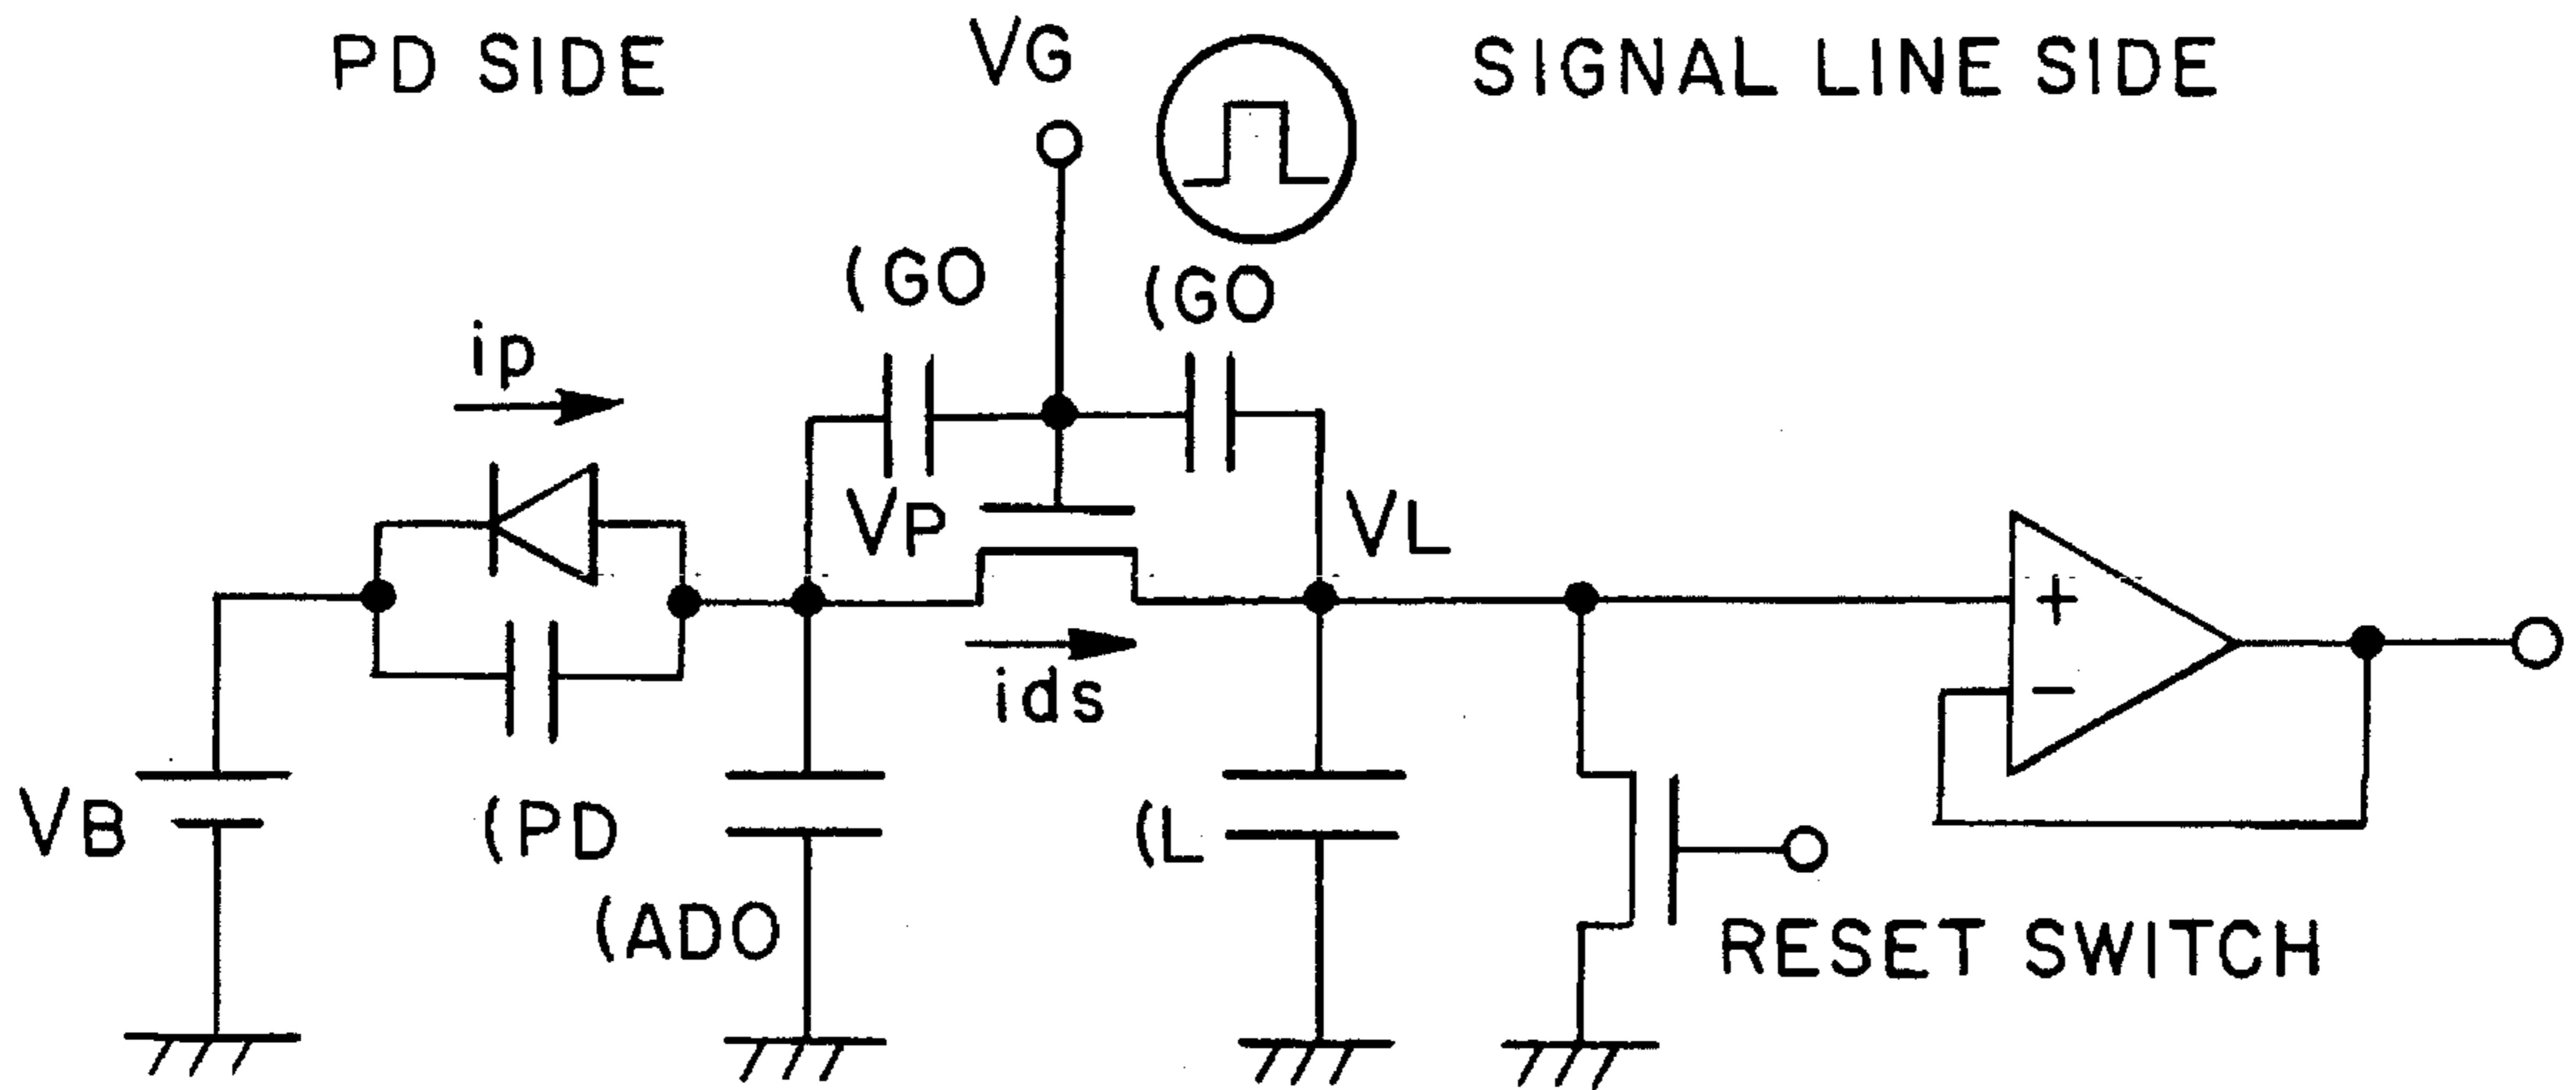 PD SIDE
VG
SIGNAL LINE SIDE
(GO
(GO
ip
VP
VL
+
−
ids
VB
(PD
(L
(ADO
RESET SWITCH